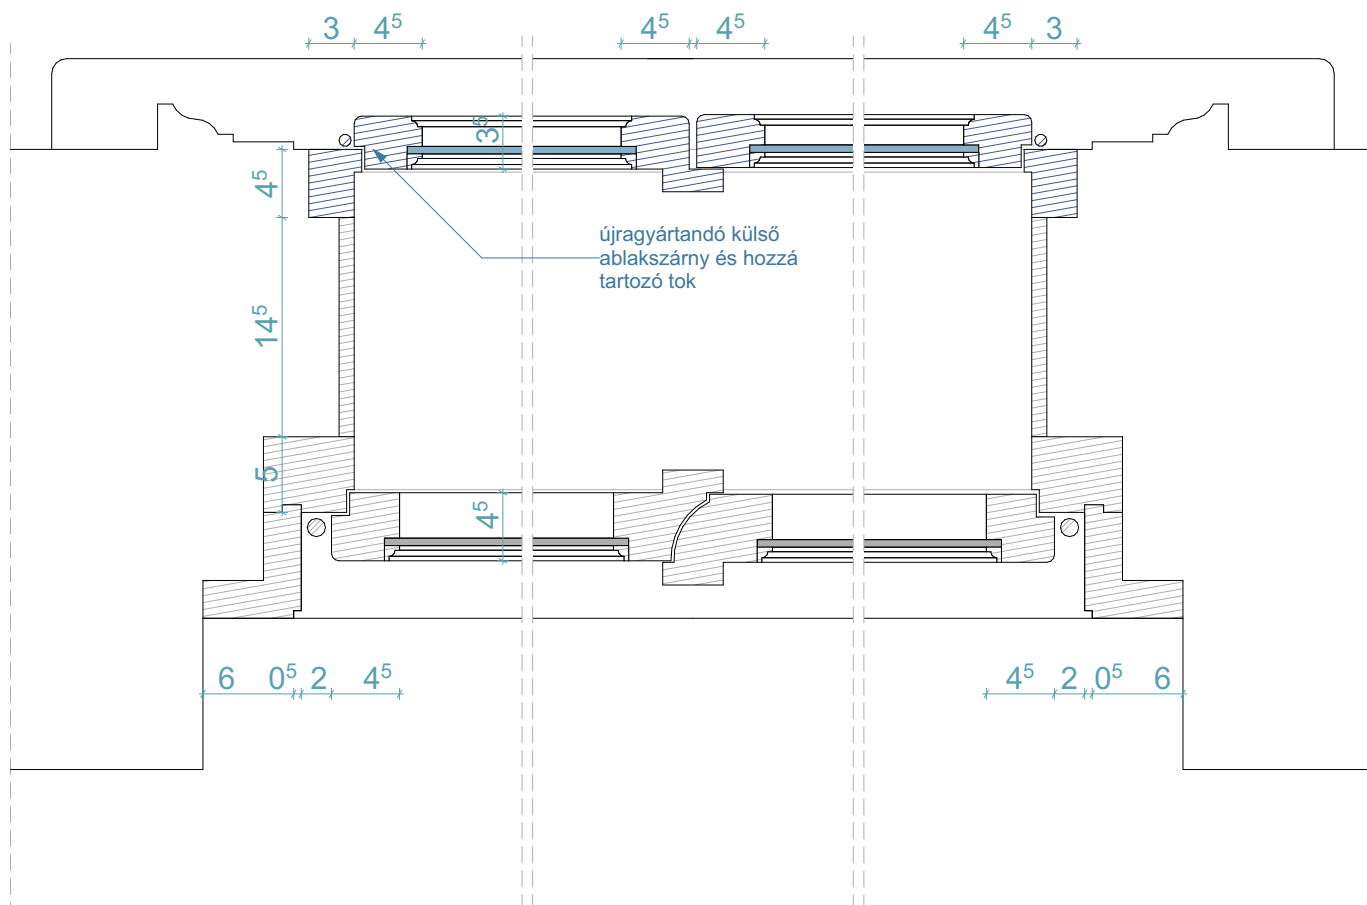 3 4⁵ 4⁵ 4⁵ 4⁵ 3
3⁵
4⁵
újragyártandó külső
ablakszárny és hozzá
tartozó tok
14⁵
5
4⁵
6 0⁵ 2 4⁵ 4⁵ 2 0⁵ 6